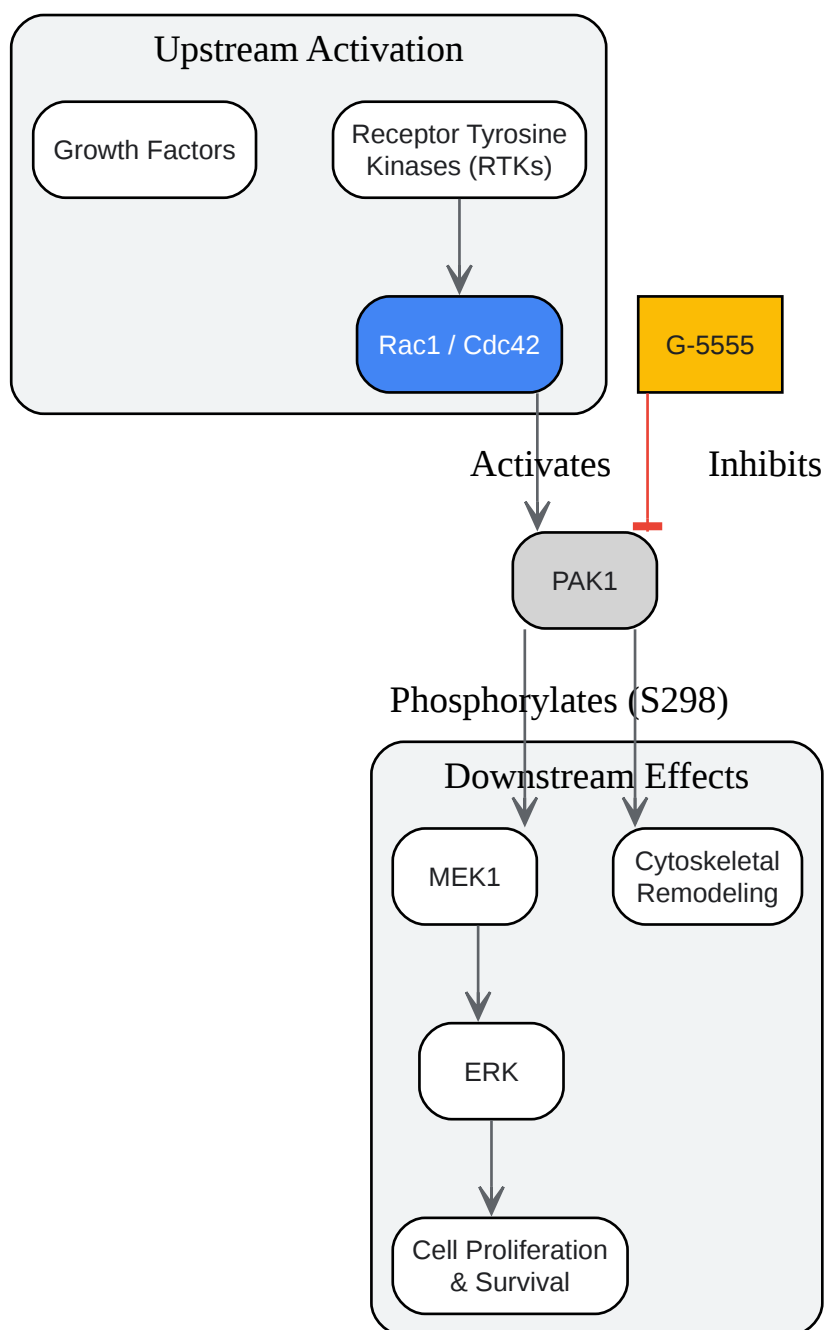 Upstream Activation
Growth Factors
Receptor Tyrosine
Kinases (RTKs)
Rac1 / Cdc42
G-5555
Activates
Inhibits
PAK1
Phosphorylates (S298)
Downstream Effects
MEK1
Cytoskeletal
Remodeling
ERK
Cell Proliferation
& Survival